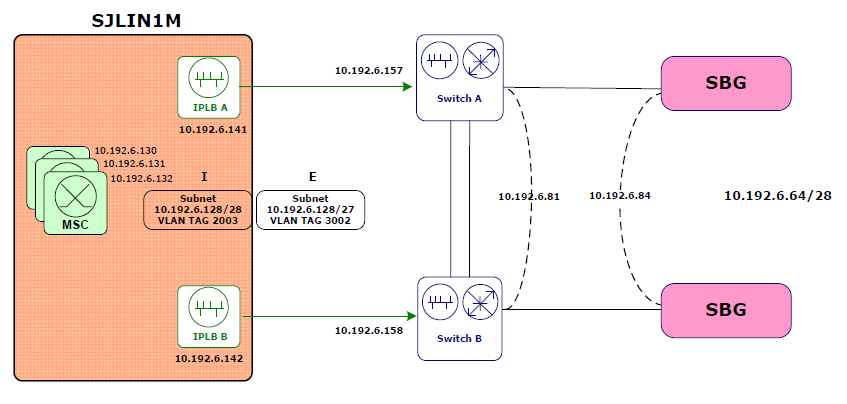 SJLIN1M
IPLB A
10.192.6.141
10.192.6.157
Switch A
SBG
10.192.6.130
10.192.6.131
10.192.6.132
MSC
I
Subnet
10.192.6.128/28
VLAN TAG 2003
E
Subnet
10.192.6.128/27
VLAN TAG 3002
10.192.6.81
10.192.6.84
10.192.6.64/28
IPLB B
10.192.6.142
10.192.6.158
Switch B
SBG